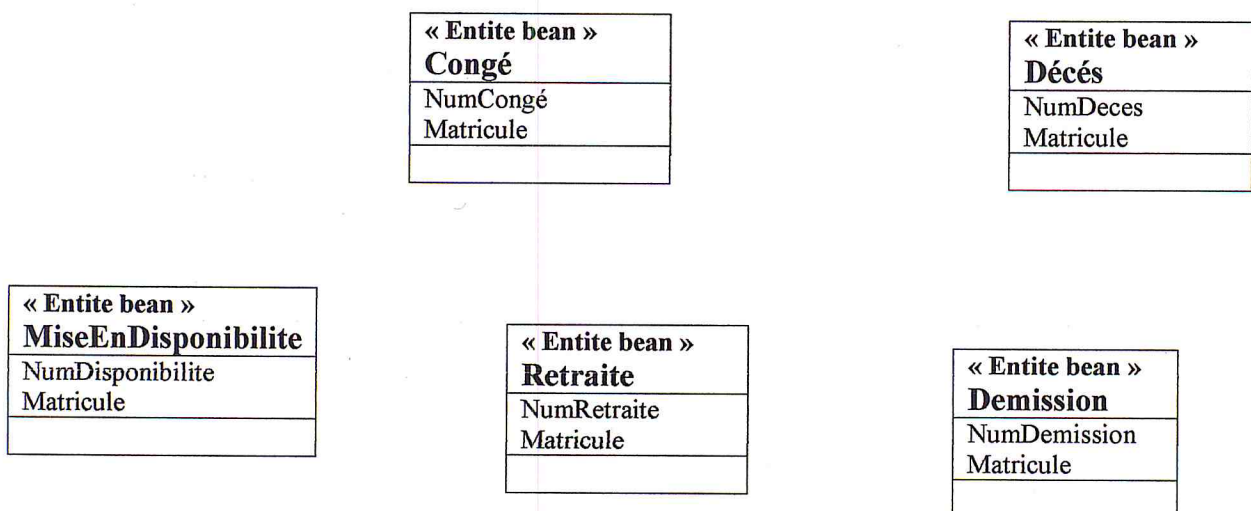 « Entite bean »
Congé
NumCongé
Matricule
« Entite bean »
Décés
NumDeces
Matricule
« Entite bean »
MiseEnDisponibilite
NumDisponibilite
Matricule
« Entite bean »
Retraite
NumRetraite
Matricule
« Entite bean »
Demission
NumDemission
Matricule